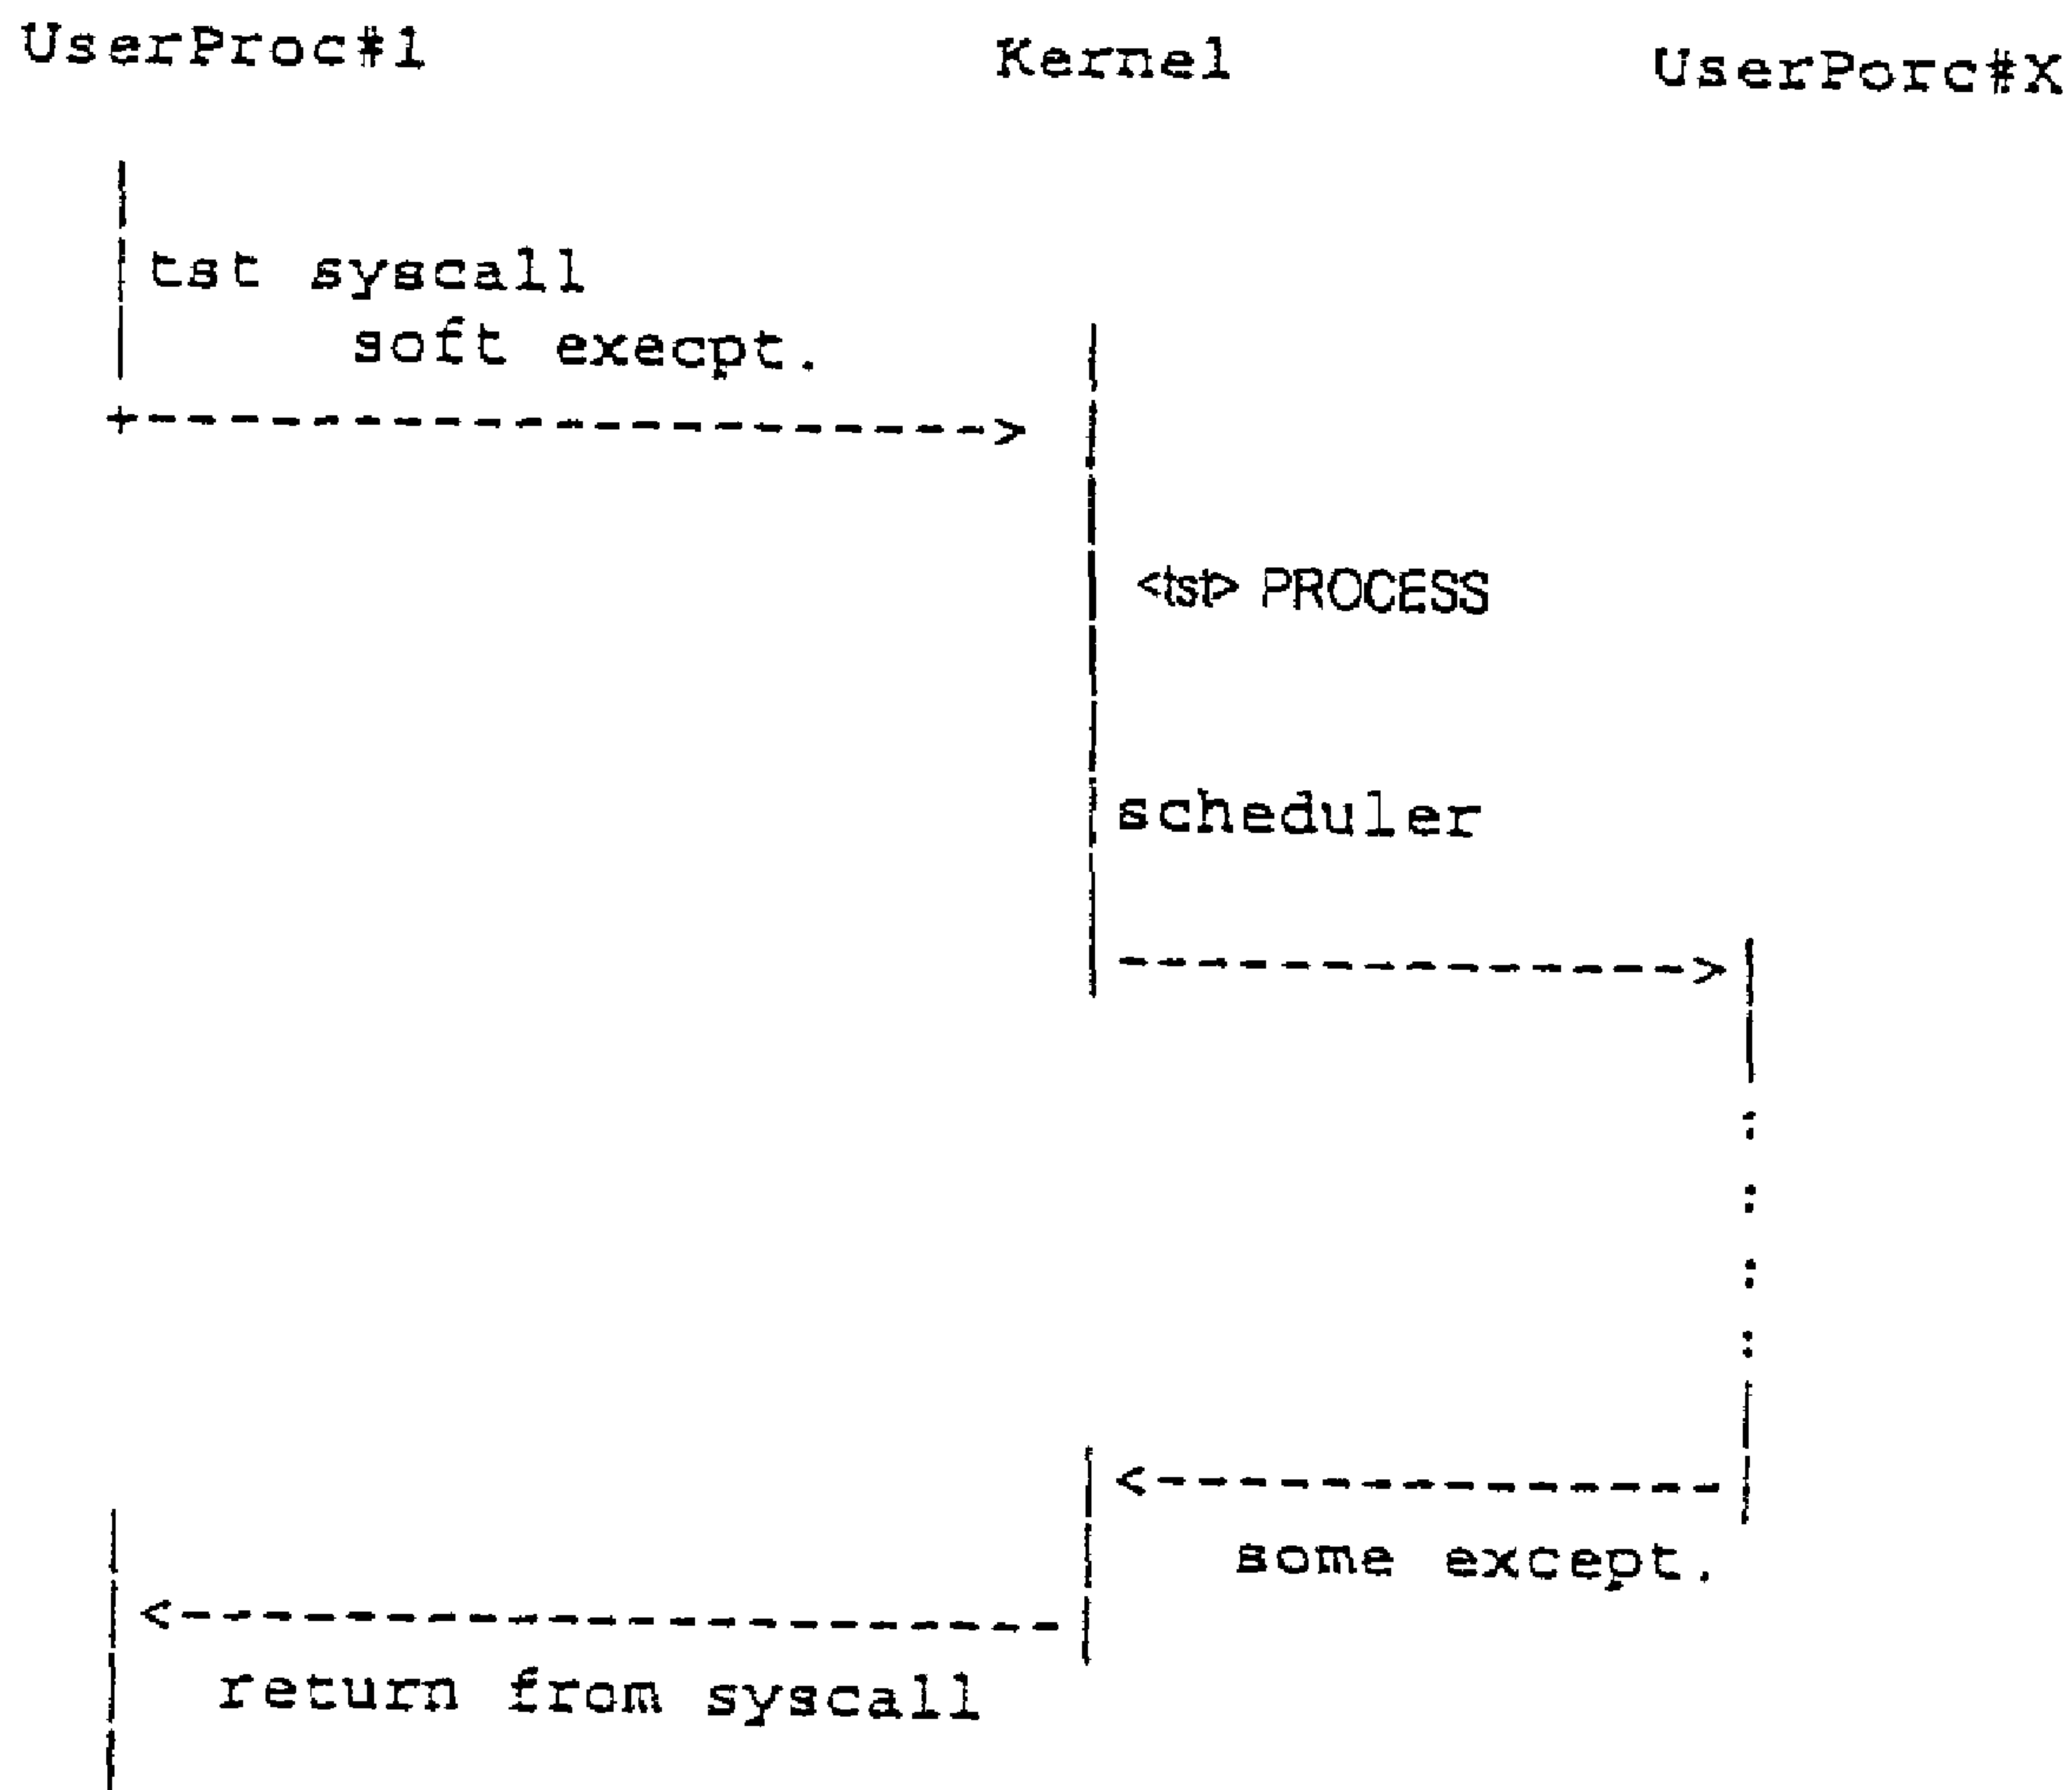 UserProc#1 Kernel UserPorc#X
tst syscall
soft execpt.
<tst> PROCESS
scheduler
some except.
return from syscall